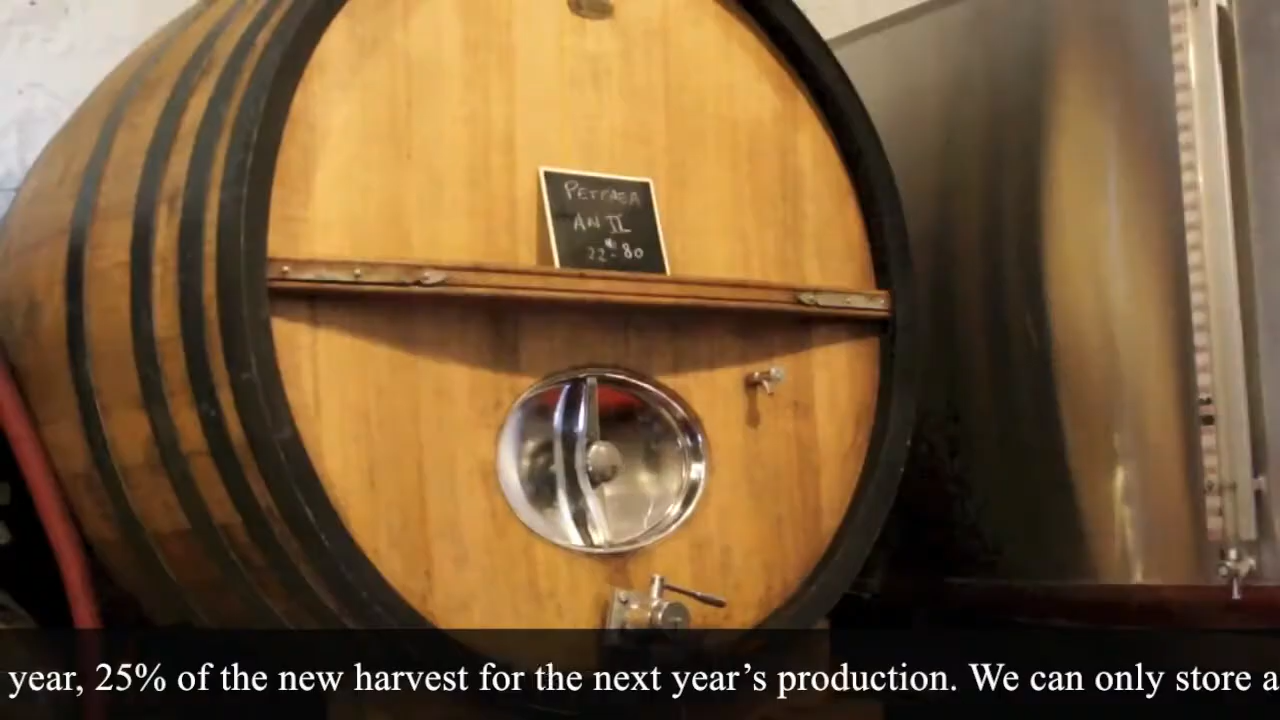 PETRAEA
AN II
22HL 80
year, 25% of the new harvest for the next year’s production. We can only store a